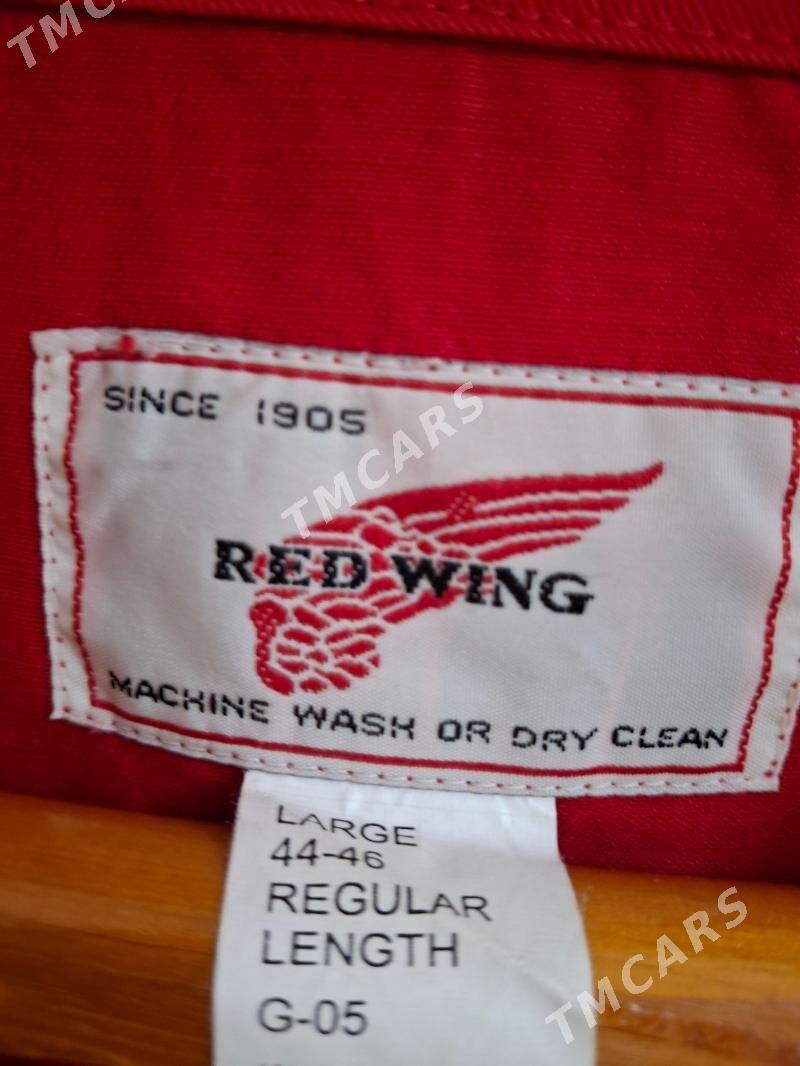 TMCARS
SINCE 1905
TMCARS
RED WING
MACHINE WASH OR DRY CLEAN
LARGE
44-46
REGULAR
LENGTH
G-05
TMCARS